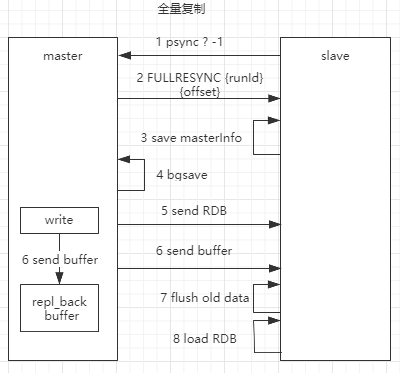 全量复制
master
slave
1 psync ? -1
2 FULLRESYNC {runId}
{offset}
3 save masterInfo
4 bgsave
5 send RDB
write
6 send buffer
6 send buffer
repl_back
buffer
7 flush old data
8 load RDB